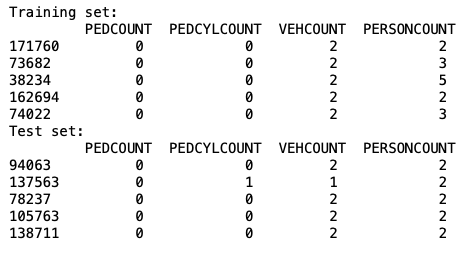 Training set:
PEDCOUNT PEDCYLCOUNT VEHCOUNT PERSONCOUNT
171760 0 0 2 2
73682 0 0 2 3
38234 0 0 2 5
162694 0 0 2 2
74022 0 0 2 3
Test set:
PEDCOUNT PEDCYLCOUNT VEHCOUNT PERSONCOUNT
94063 0 0 2 2
137563 0 1 1 2
78237 0 0 2 2
105763 0 0 2 2
138711 0 0 2 2